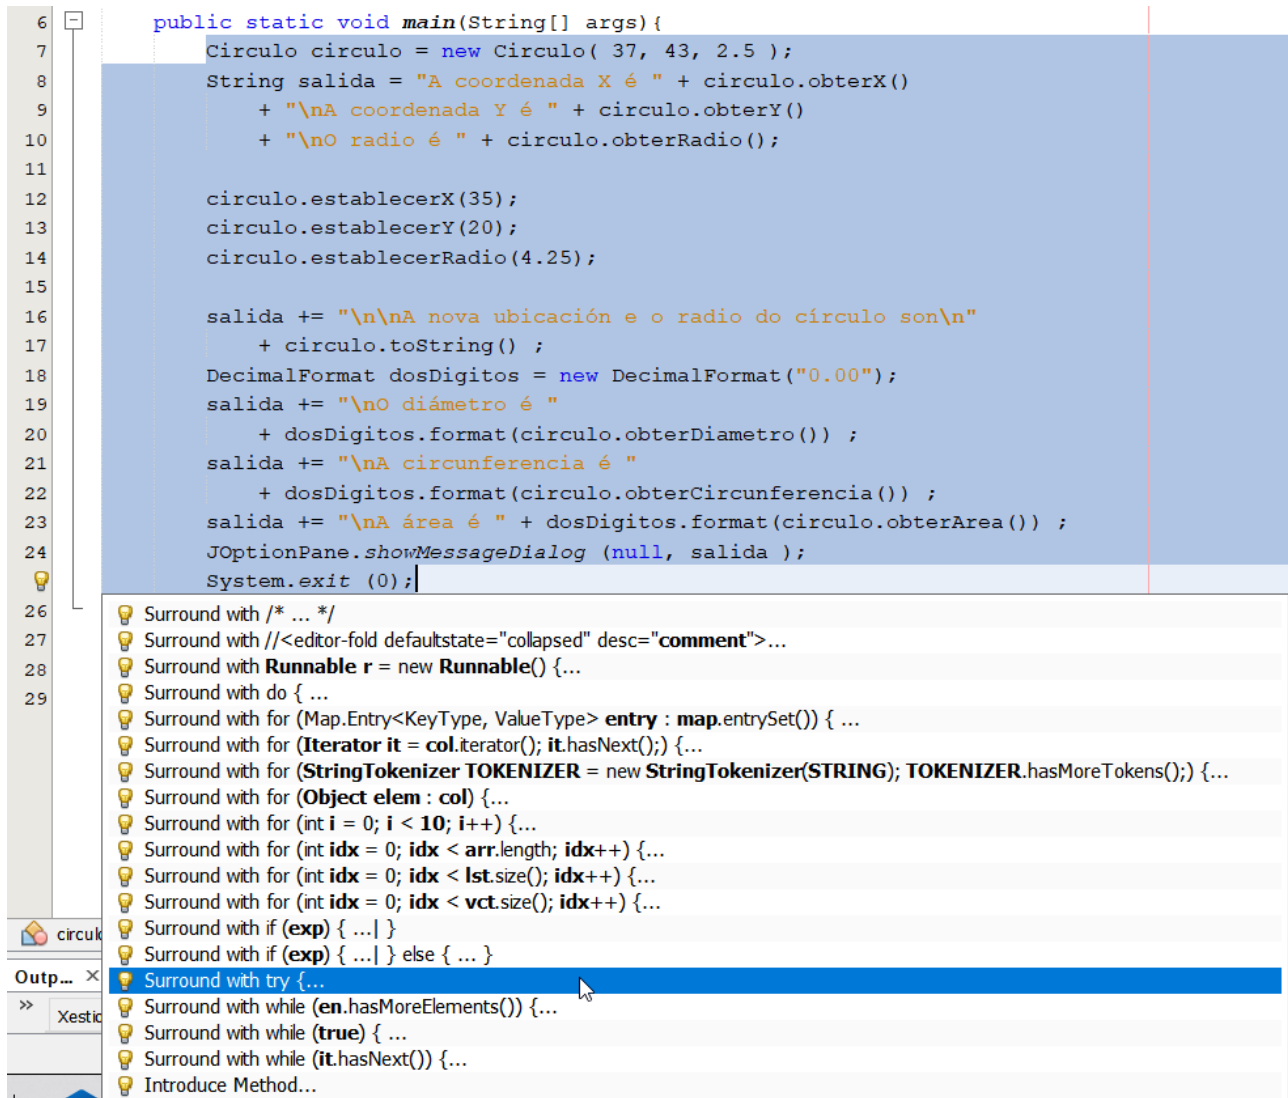 6 public static void main(String[] args){
7 Circulo circulo = new Circulo( 37, 43, 2.5 );
8 String salida = "A coordenada X é " + circulo.obterX()
9 + "\nA coordenada Y é " + circulo.obterY()
10 + "\nO radio é " + circulo.obterRadio();
11
12 circulo.establecerX(35);
13 circulo.establecerY(20);
14 circulo.establecerRadio(4.25);
15
16 salida += "\n\nA nova ubicación e o radio do círculo son\n"
17 + circulo.toString() ;
18 DecimalFormat dosDigitos = new DecimalFormat("0.00");
19 salida += "\nO diámetro é "
20 + dosDigitos.format(circulo.obterDiametro()) ;
21 salida += "\nA circunferencia é "
22 + dosDigitos.format(circulo.obterCircunferencia()) ;
23 salida += "\nA área é " + dosDigitos.format(circulo.obterArea()) ;
24 JOptionPane.showMessageDialog (null, salida );
System.exit (0);
26
Surround with /* ... */
27
Surround with //<editor-fold defaultstate="collapsed" desc="comment">...
28
Surround with Runnable r = new Runnable() {...
29
Surround with do { ...
Surround with for (Map.Entry<KeyType, ValueType> entry : map.entrySet()) { ...
Surround with for (Iterator it = col.iterator(); it.hasNext();) {...
Surround with for (StringTokenizer TOKENIZER = new StringTokenizer(STRING); TOKENIZER.hasMoreTokens();) {...
Surround with for (Object elem : col) {...
Surround with for (int i = 0; i < 10; i++) {...
Surround with for (int idx = 0; idx < arr.length; idx++) {...
Surround with for (int idx = 0; idx < lst.size(); idx++) {...
Surround with for (int idx = 0; idx < vct.size(); idx++) {...
Surround with if (exp) { ...| }
Surround with if (exp) { ...| } else { ... }
Surround with try {...
Surround with while (en.hasMoreElements()) {...
Surround with while (true) { ...
Surround with while (it.hasNext()) {...
Introduce Method...
Outp... ×
»